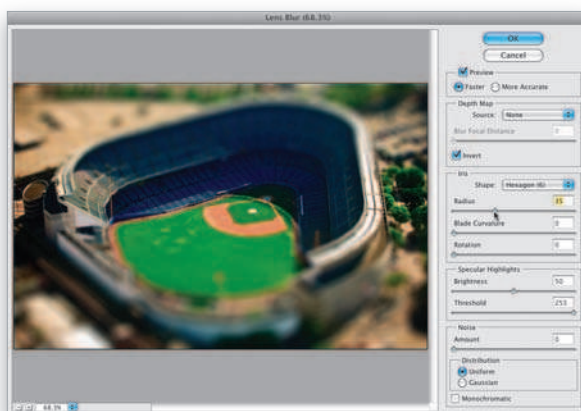 Lens Blur (68.3%)
OK
Cancel
Preview
Faster More Accurate
Depth Map
Source: None
Blur Focal Distance 0
Invert
Iris
Shape: Hexagon (6)
Radius 35
Blade Curvature 0
Rotation 0
Specular Highlights
Brightness 50
Threshold 255
Noise
Amount 0
Distribution
Uniform
Gaussian
Monochromatic
68.3%